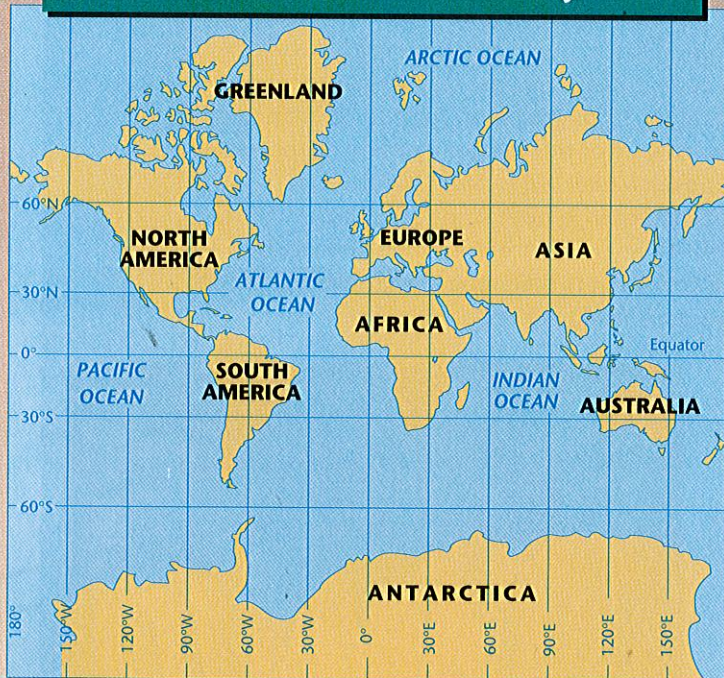 ARCTIC OCEAN
GREENLAND
60°N
NORTH
AMERICA
EUROPE
ASIA
ATLANTIC
OCEAN
30°N
AFRICA
Equator
0°
PACIFIC
OCEAN
SOUTH
AMERICA
INDIAN
OCEAN
AUSTRALIA
30°S
60°S
ANTARCTICA
180°
150°W
120°W
90°W
60°W
30°W
0°
30°E
60°E
90°E
120°E
150°E